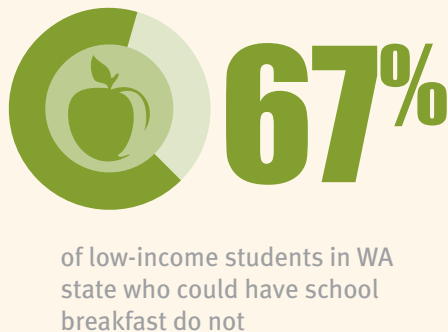 67%
of low-income students in WA
state who could have school
breakfast do not